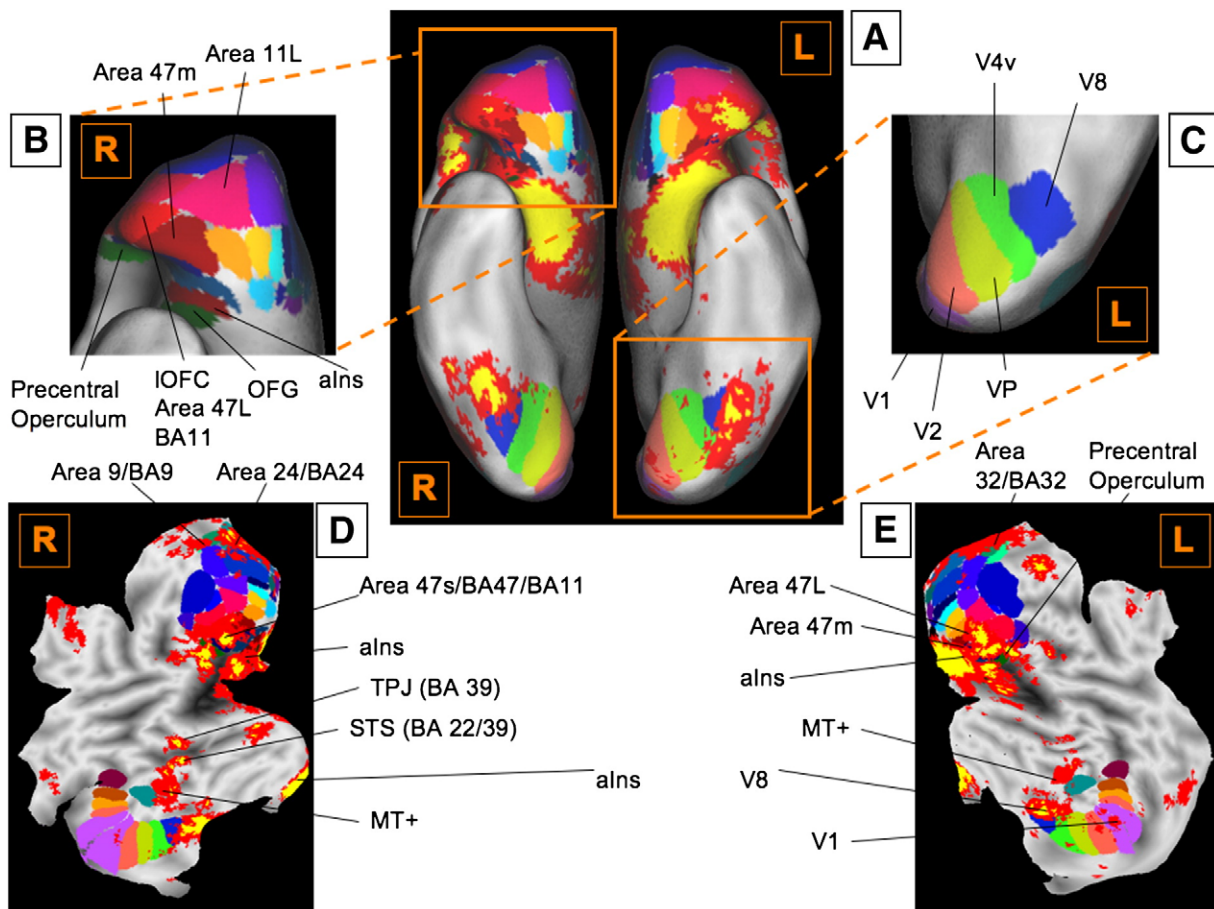 Area 47m
Area 11L
B
R
Precentral
Operculum
lOFC
Area 47L
BA11
OFG
aIns
L
A
R
V4v
V8
C
L
V1
V2
VP
Area 9/BA9
Area 24/BA24
R
D
Area 47s/BA47/BA11
aIns
TPJ (BA 39)
STS (BA 22/39)
aIns
MT+
Area
32/BA32
Precentral
Operculum
E
L
Area 47L
Area 47m
aIns
MT+
V8
V1